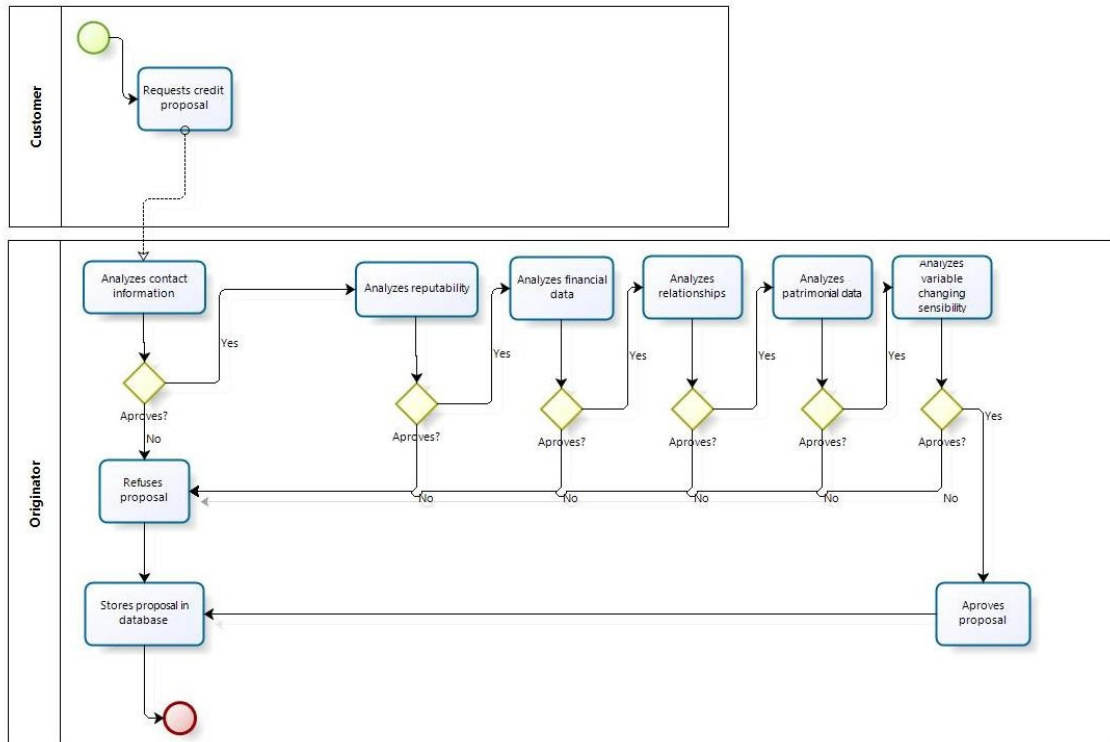 Customer
Requests credit
proposal
Originator
Analyzes contact
information
Analyzes reputability
Analyzes financial
data
Analyzes
relationships
Analyzes
patrimonial data
Analyzes
variable
changing
sensibility
Yes
Yes
Yes
Yes
Yes
Yes
Aproves?
Aproves?
Aproves?
Aproves?
Aproves?
Aproves?
No
No
No
No
No
No
Refuses
proposal
Stores proposal in
database
Aproves
proposal